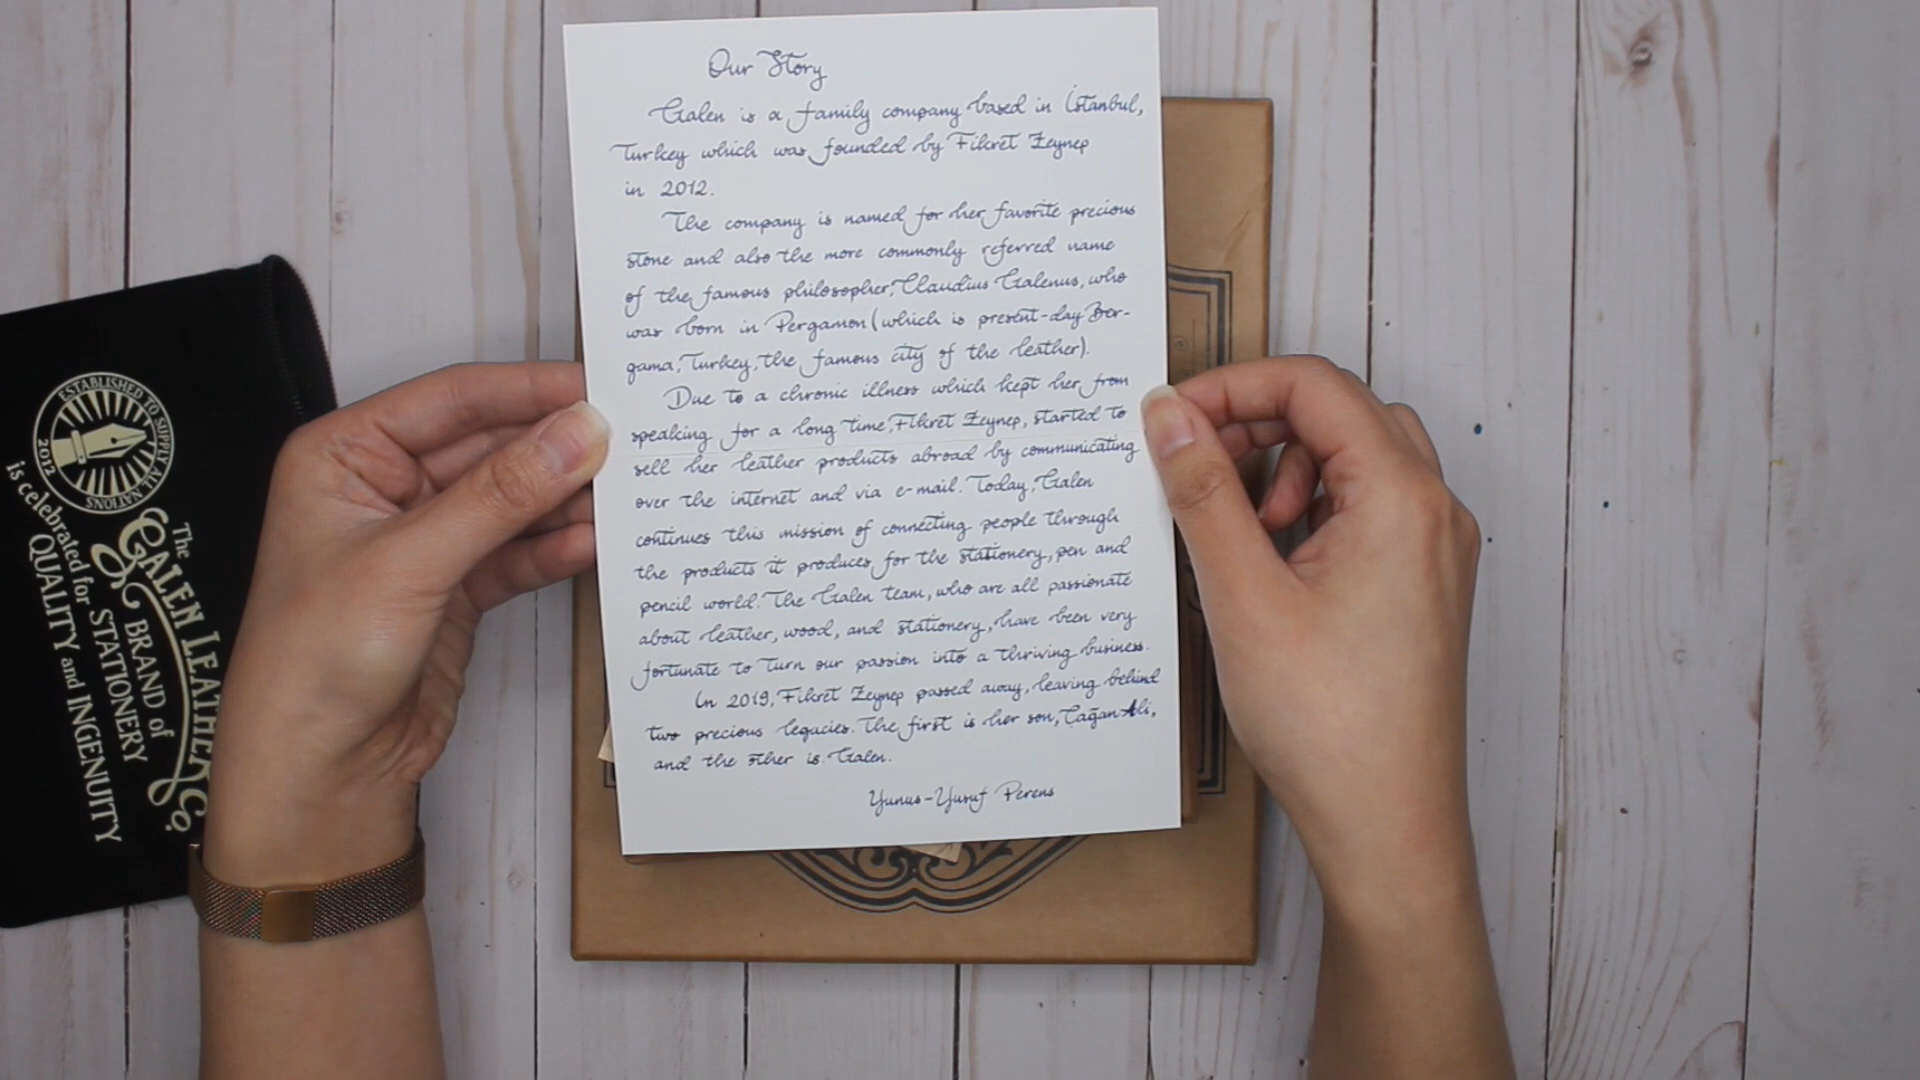 Our Story
Galen is a family company based in İstanbul,
Turkey which was founded by Fikret Zeynep
in 2012.
The company is named for her favorite precious
stone and also the more commonly referred name
of the famous philosopher, Claudius Galenus, who
was born in Pergamon (which is present-day Ber-
gama, Turkey, the famous city of the leather).
Due to a chronic illness which kept her from
speaking for a long time, Fikret Zeynep, started to
sell her leather products abroad by communicating
over the internet and via e-mail. Today, Galen
continues this mission of connecting people through
the products it produces for the stationery, pen and
pencil world. The Galen team, who are all passionate
about leather, wood, and stationery, have been very
fortunate to turn our passion into a thriving business.
In 2019, Fikret Zeynep passed away, leaving behind
two precious legacies. The first is her son, Çağan Ali,
and the other is Galen.
Yunus-Yusuf Perens
ESTABLISHED TO SUPPLY ALL NATIONS
2012
The
GALEN LEATHER Co.
& BRAND of
STATIONERY
is celebrated for
QUALITY and INGENUITY